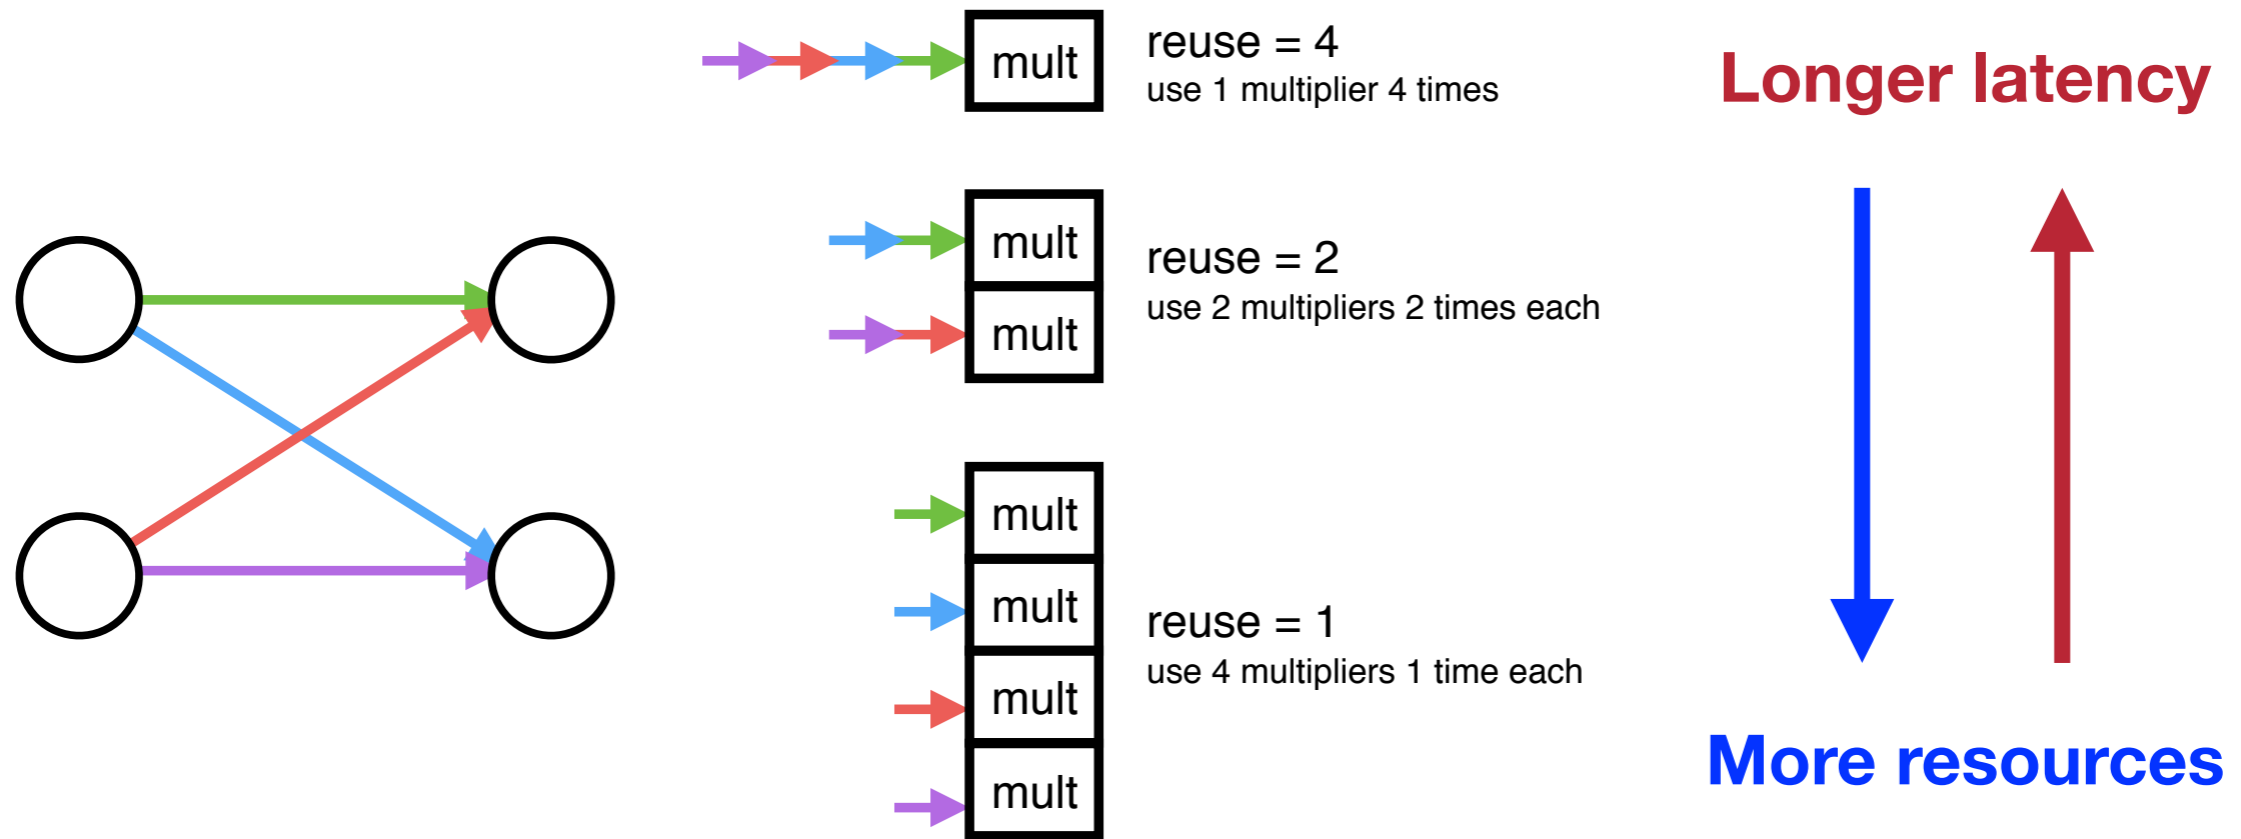 mult
reuse = 4
use 1 multiplier 4 times
Longer latency
mult
mult
reuse = 2
use 2 multipliers 2 times each
mult
mult
mult
mult
reuse = 1
use 4 multipliers 1 time each
More resources